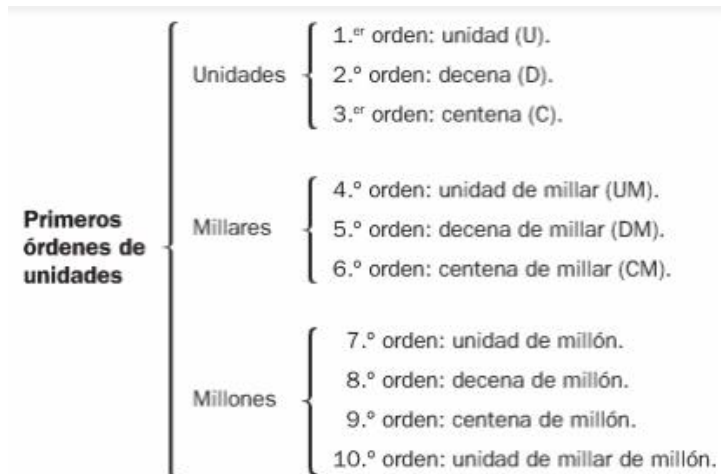 Primeros
órdenes de
unidades
Unidades
1.er orden: unidad (U).
2.º orden: decena (D).
3.er orden: centena (C).
Millares
4.º orden: unidad de millar (UM).
5.º orden: decena de millar (DM).
6.º orden: centena de millar (CM).
Millones
7.º orden: unidad de millón.
8.º orden: decena de millón.
9.º orden: centena de millón.
10.º orden: unidad de millar de millón.